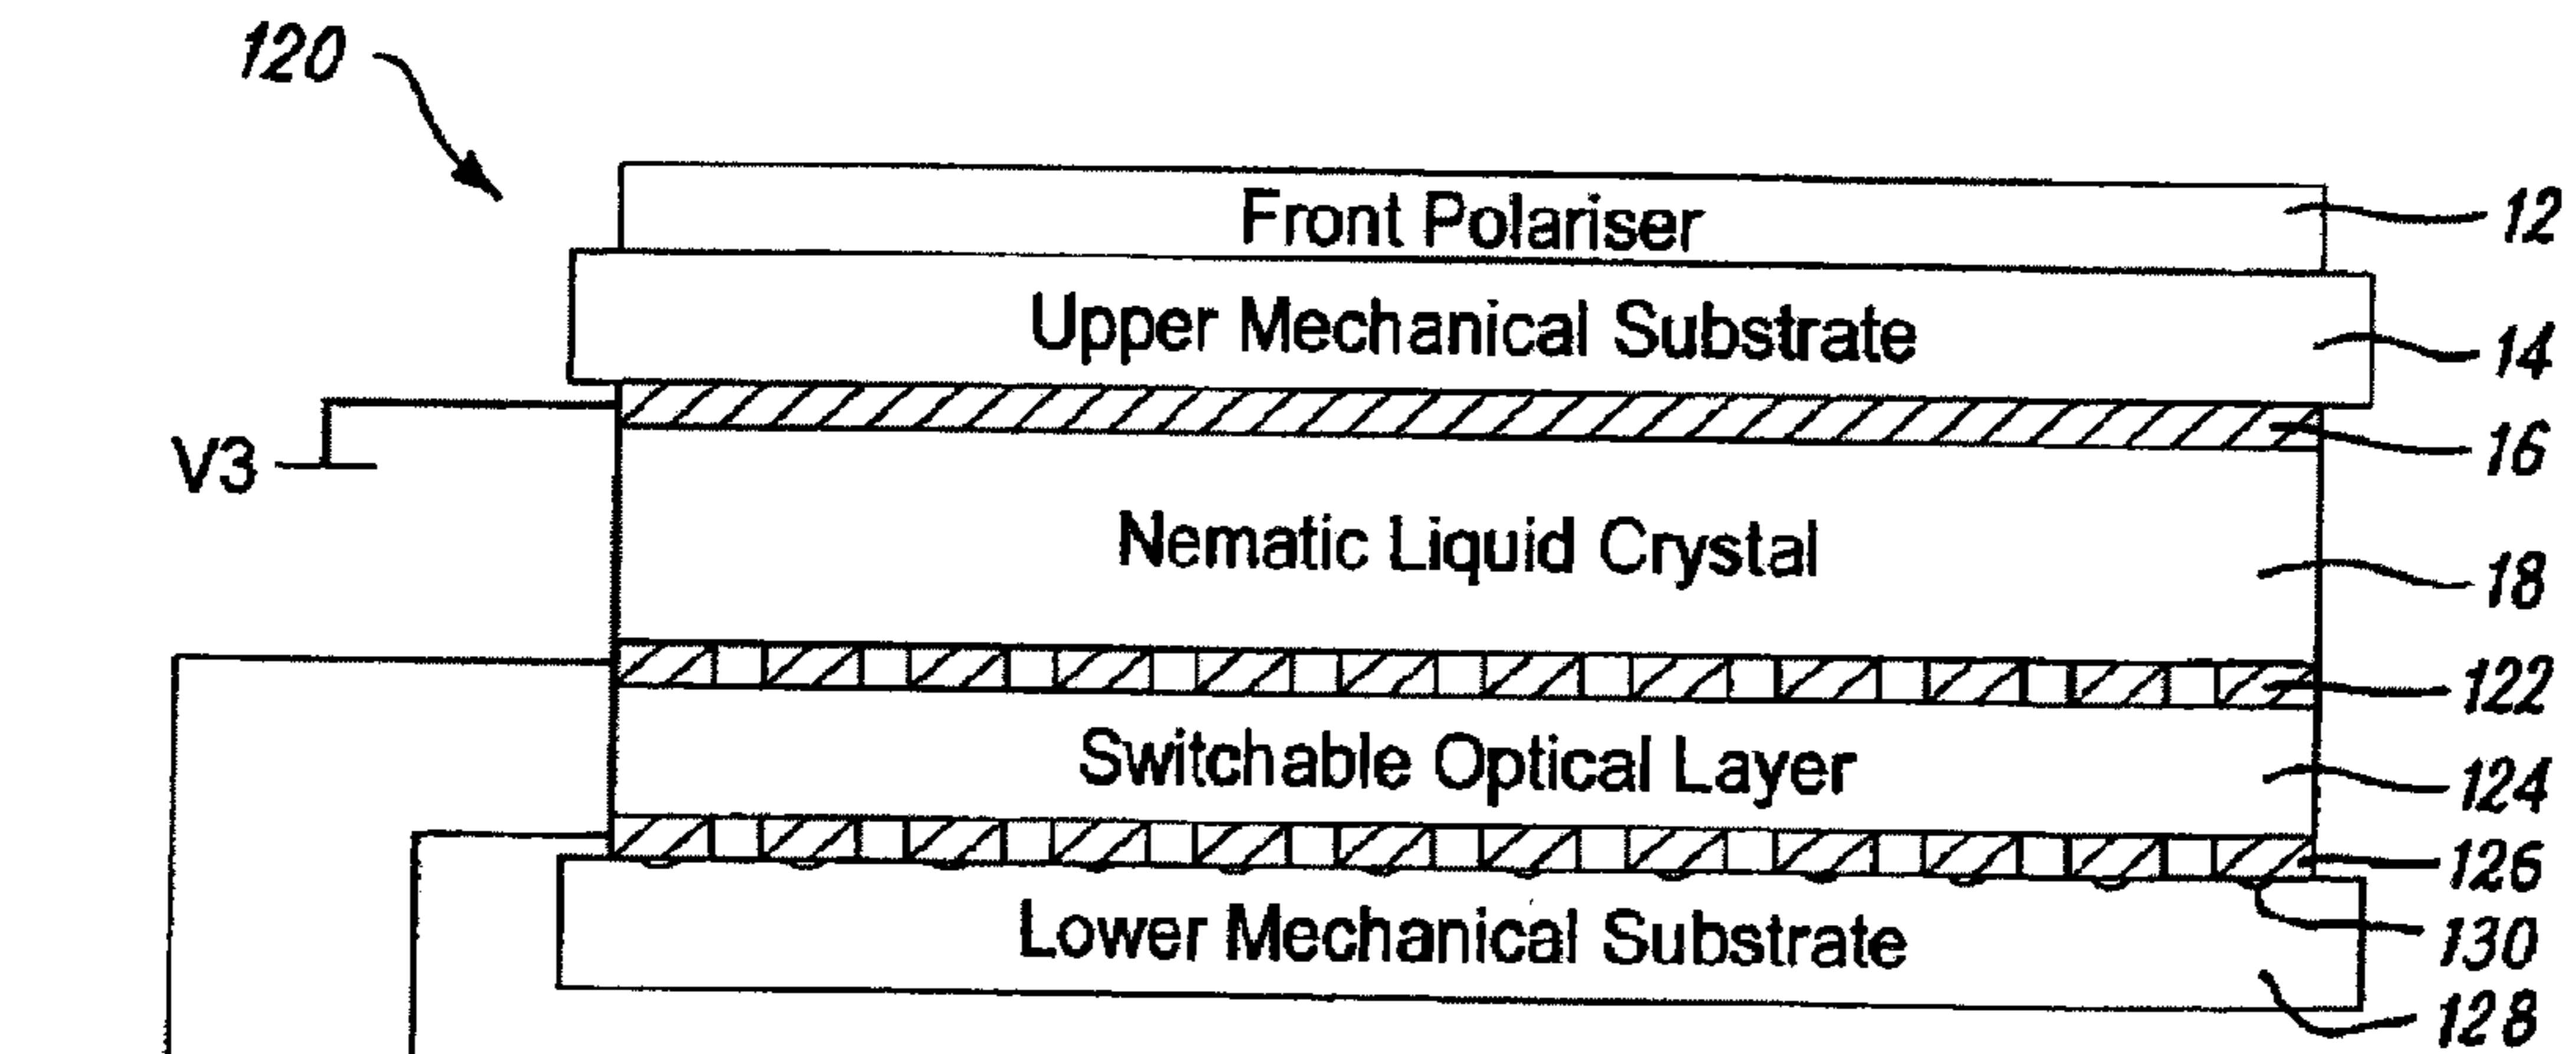 120
Front Polariser
12
Upper Mechanical Substrate
14
V3
16
Nematic Liquid Crystal
18
122
Switchable Optical Layer
124
126
Lower Mechanical Substrate
130
128